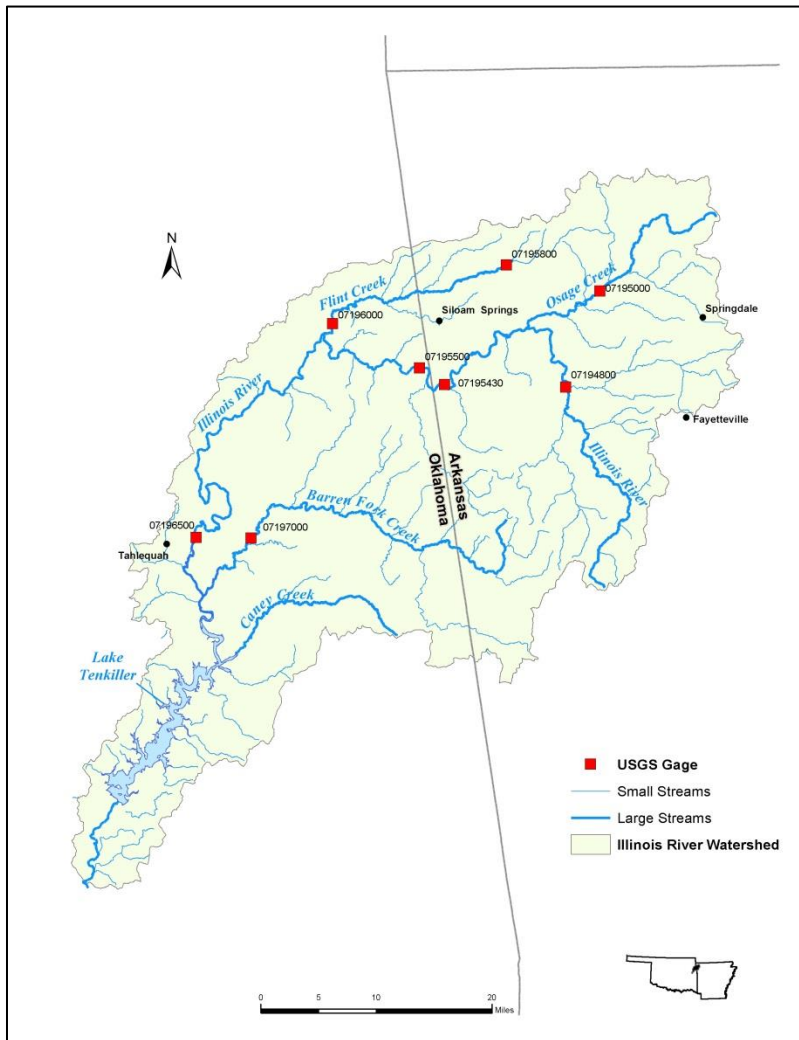 N
07195800
Flint Creek
Osage Creek
07195000
Siloam Springs
Springdale
07196000
07195500
07195430
07194800
Illinois River
Fayetteville
Arkansas
Oklahoma
Illinois River
Barren Fork Creek
07196500
07197000
Tahlequah
Caney Creek
Lake
Tenkiller
USGS Gage
Small Streams
Large Streams
Illinois River Watershed
0 5 10 20
Miles